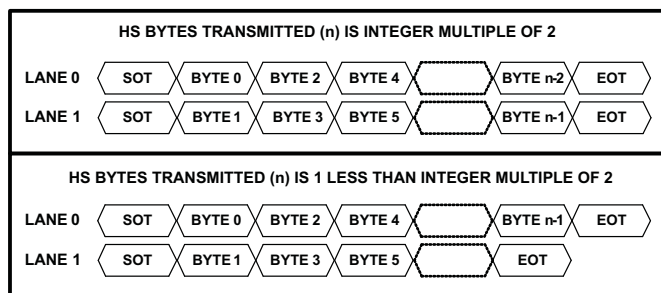 HS BYTES TRANSMITTED (n) IS INTEGER MULTIPLE OF 2
LANE 0 SOT BYTE 0 BYTE 2 BYTE 4 BYTE n-2 EOT
LANE 1 SOT BYTE 1 BYTE 3 BYTE 5 BYTE n-1 EOT
HS BYTES TRANSMITTED (n) IS 1 LESS THAN INTEGER MULTIPLE OF 2
LANE 0 SOT BYTE 0 BYTE 2 BYTE 4 BYTE n-1 EOT
LANE 1 SOT BYTE 1 BYTE 3 BYTE 5 EOT